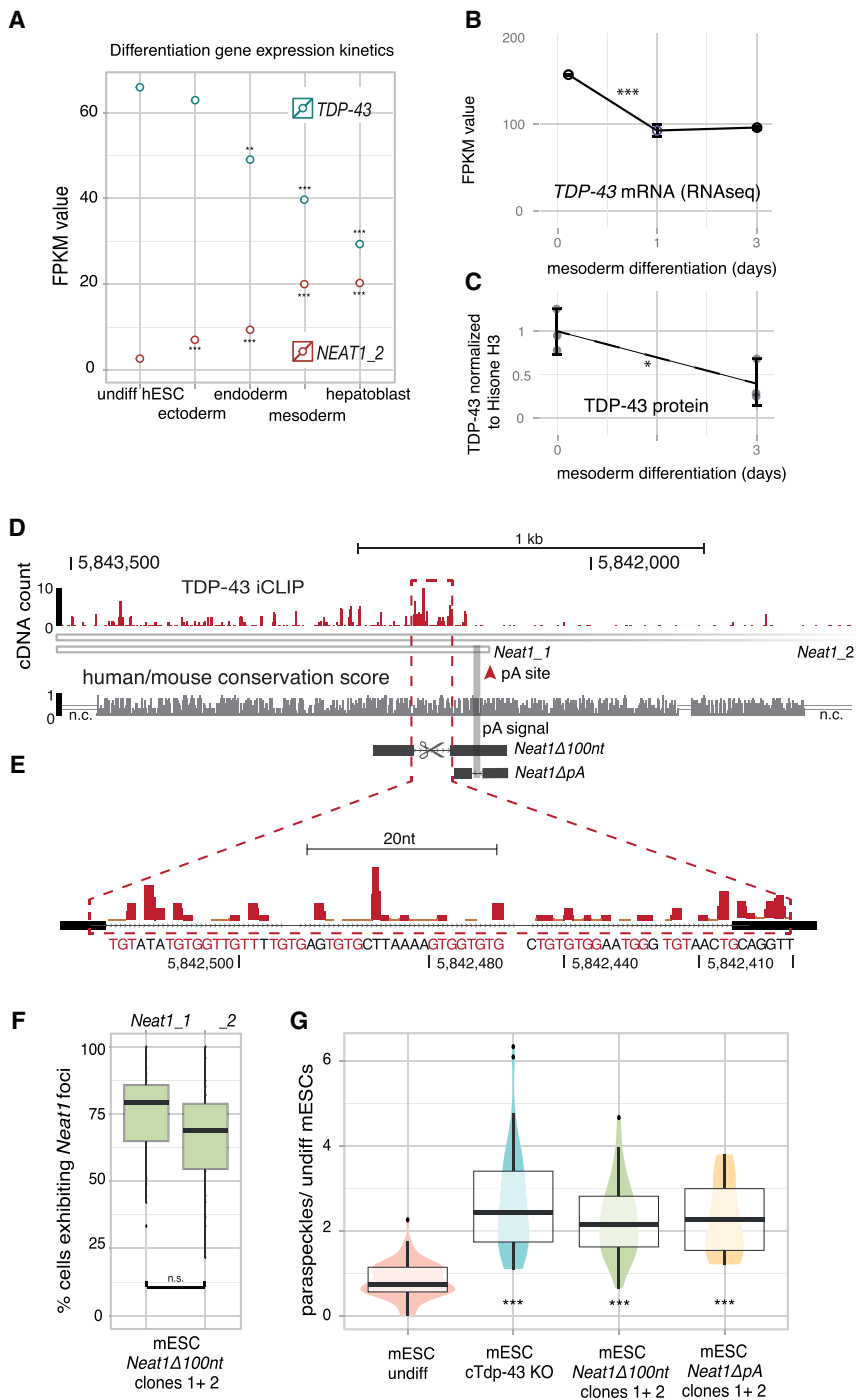 A
Differentiation gene expression kinetics
60
40
20
0
FPKM value
TDP-43
NEAT1_2
**
***
***
***
***
***
***
undiff hESC
ectoderm
endoderm
mesoderm
hepatoblast
B
200
100
0
FPKM value
***
TDP-43 mRNA (RNAseq)
0 1 3
mesoderm differentiation (days)
C
1
0.5
0
TDP-43 normalized
to Hisone H3
*
TDP-43 protein
0 3
mesoderm differentiation (days)
D
1 kb
5,843,500
5,842,000
TDP-43 iCLIP
10
0
cDNA count
Neat1_1
Neat1_2
pA site
human/mouse conservation score
1
0
n.c.
n.c.
pA signal
Neat1Δ100nt
Neat1ΔpA
E
20nt
TGTATATGTGGTTGTTTTGTGAGTGTGCTTAAAAGTGGTGTG CTGTGTGGAATGGG TGTAACTGCAGGTT
5,842,500
5,842,480
5,842,440
5,842,410
F
Neat1_1 _2
100
75
50
25
0
% cells exhibiting Neat1 foci
n.s.
mESC
Neat1Δ100nt
clones 1+ 2
G
6
4
2
0
paraspeckles/ undiff mESCs
***
***
***
mESC
undiff
mESC
cTdp-43 KO
mESC
Neat1Δ100nt
clones 1+ 2
mESC
Neat1ΔpA
clones 1+ 2